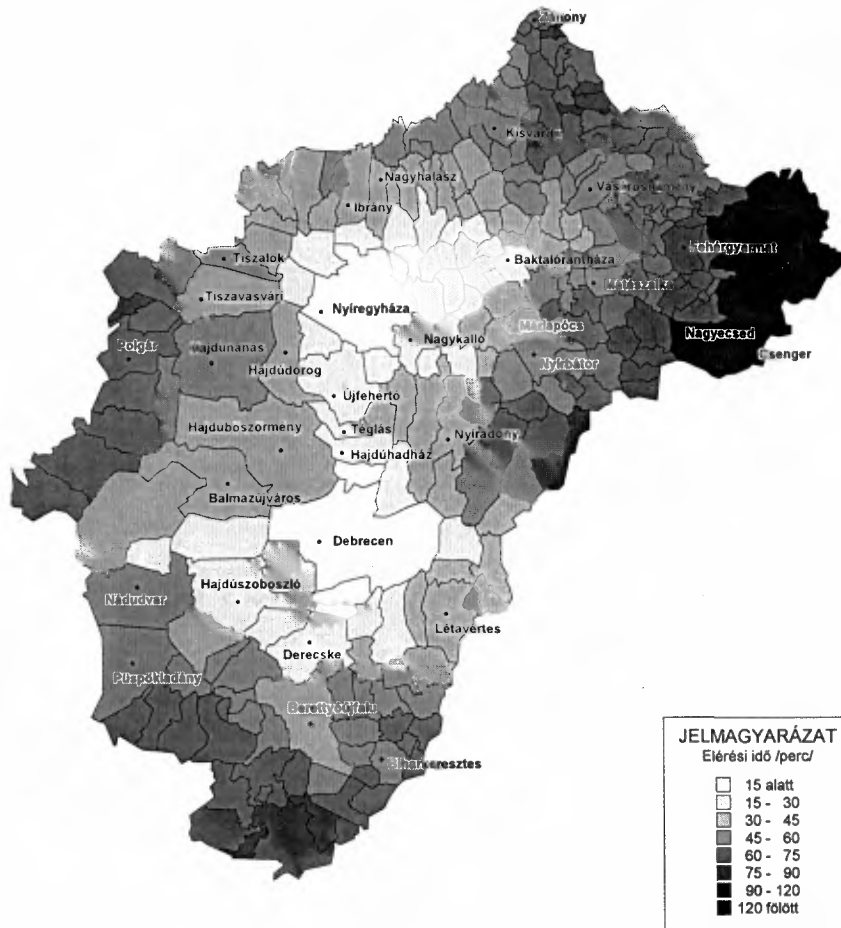 Záhony
Kisvárda
Nagyhalász
Vásárosnamény
Ibrány
Fehérgyarmat
Tiszalök
Baktalórántháza
Mátészalka
Tiszavasvári
Nyíregyháza
Máriapócs
Nagyecsed
Nagykálló
Polgár
Hajdúnánás
Csenger
Hajdúdorog
Nyírbátor
Újfehértó
Hajdúböszörmény
Téglás
Nyíradony
Hajdúhadház
Balmazújváros
Debrecen
Hajdúszoboszló
Nádudvar
Létavértes
Derecske
Püspökladány
Berettyóújfalu
Biharkeresztes
JELMAGYARÁZAT
Elérési idő /perc/
15 alatt
15 - 30
30 - 45
45 - 60
60 - 75
75 - 90
90 - 120
120 fölött